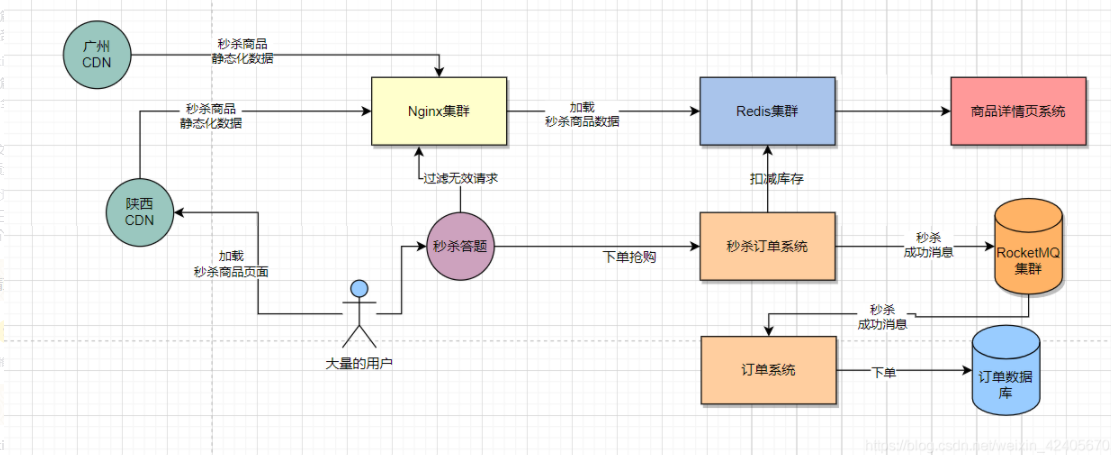 广州
CDN
秒杀商品
静态化数据
Nginx集群
加载
秒杀商品数据
Redis集群
商品详情页系统
秒杀商品
静态化数据
过滤无效请求
扣减库存
陕西
CDN
加载
秒杀商品页面
秒杀答题
下单抢购
秒杀订单系统
秒杀
成功消息
RocketMQ
集群
大量的用户
秒杀
成功消息
订单系统
下单
订单数据
库
https://blog.csdn.net/weixin_42405670